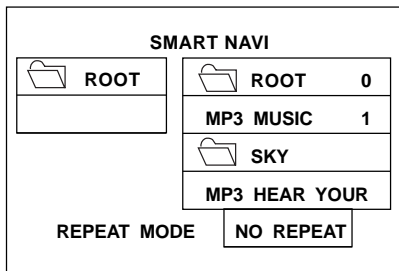 SMART NAVI
ROOT
ROOT 0
MP3 MUSIC 1
SKY
MP3 HEAR YOUR
REPEAT MODE NO REPEAT